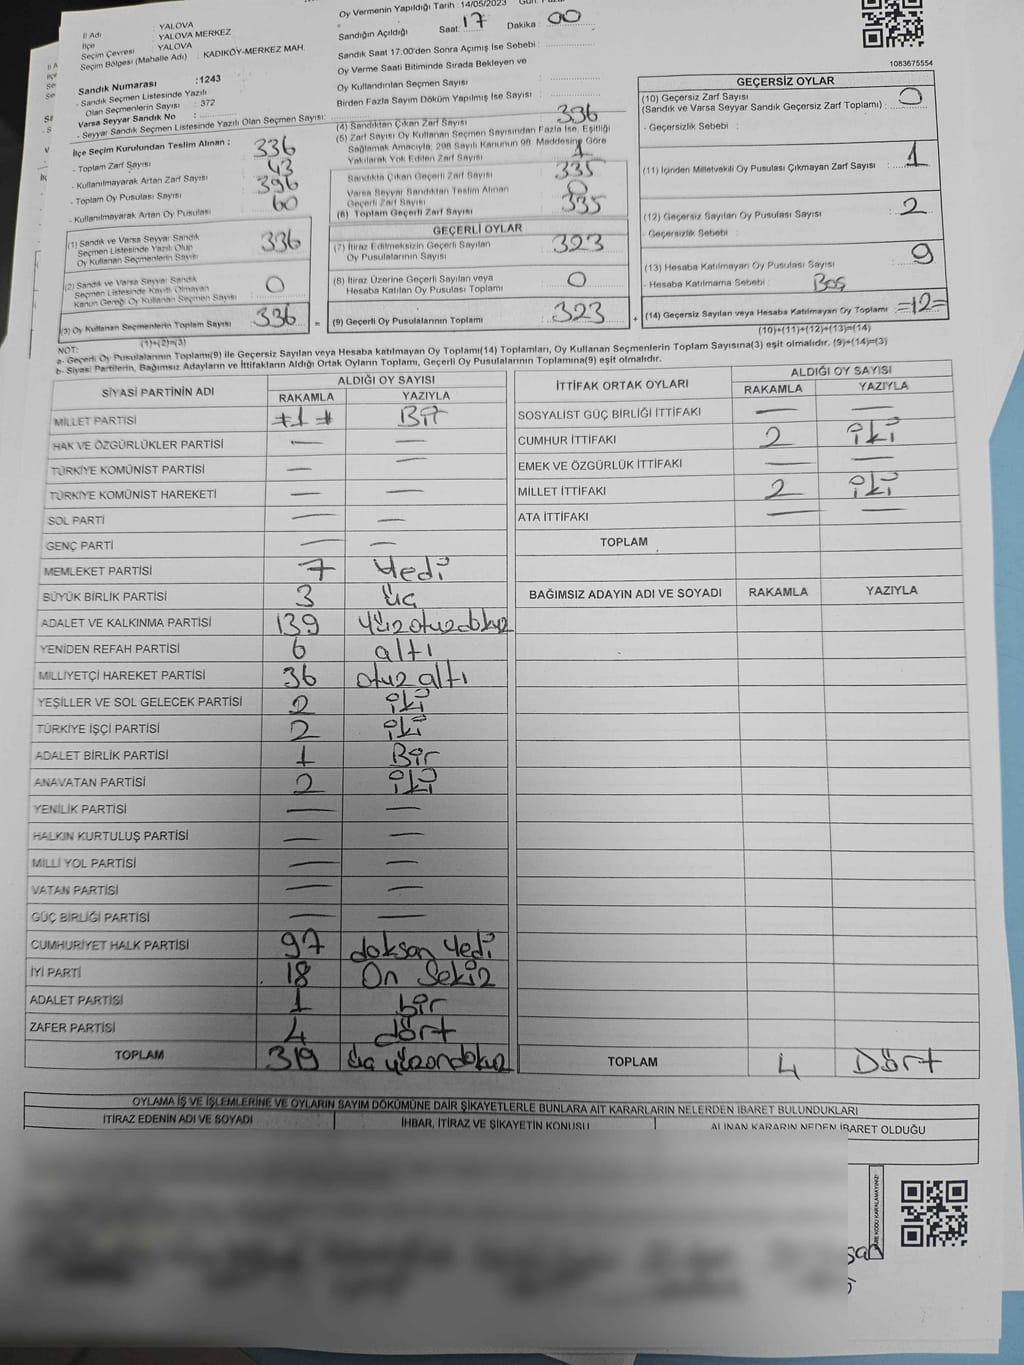 Oy Vermenin Yapıldığı Tarih : 14/05/2023
İl Adı : YALOVA
İlçe : YALOVA MERKEZ
Seçim Çevresi : YALOVA
Seçim Bölgesi (Mahalle Adı) : KADIKÖY-MERKEZ MAH.
Sandık Numarası : 1243
- Sandık Seçmen Listesinde Yazılı
Olan Seçmenlerin Sayısı : 372
Varsa Seyyar Sandık No :
- Seyyar Sandık Seçmen Listesinde Yazılı Olan Seçmen Sayısı:
İlçe Seçim Kurulundan Teslim Alınan :
- Toplam Zarf Sayısı 336
- Kullanılmayarak Artan Zarf Sayısı 43
- Toplam Oy Pusulası Sayısı 396
- Kullanılmayarak Artan Oy Pusulası 60
(1) Sandık ve Varsa Seyyar Sandık
Seçmen Listesinde Yazılı Olup
Oy Kullanan Seçmenlerin Sayısı 336
(2) Sandık ve Varsa Seyyar Sandık
Seçmen Listesinde Kayıtlı Olmayan
Kanun Gereği Oy Kullanan Seçmen Sayısı 0
(3) Oy Kullanan Seçmenlerin Toplam Sayısı 336
(1)+(2)=(3)
Sandığın Açıldığı Saat: 17 Dakika : 00
Sandık Saat 17:00'den Sonra Açımış İse Sebebi :
Oy Verme Saati Bitiminde Sırada Bekleyen ve
Oy Kullandırılan Seçmen Sayısı :
Birden Fazla Sayım Döküm Yapılmış İse Sayısı :
(4) Sandıktan Çıkan Zarf Sayısı 336
(5) Zarf Sayısı Oy Kullanan Seçmen Sayısından Fazla İse, Eşitliği
Sağlamak Amacıyla, 298 Sayılı Kanunun 98. Maddesine Göre
Yakılarak Yok Edilen Zarf Sayısı 1
Sandıkta Çıkan Geçerli Zarf Sayısı 335
Varsa Seyyar Sandıktan Teslim Alınan
Geçerli Zarf Sayısı 0
(6) Toplam Geçerli Zarf Sayısı 335
GEÇERLİ OYLAR
(7) İtiraz Edilmeksizin Geçerli Sayılan
Oy Pusulalarının Sayısı 323
(8) İtiraz Üzerine Geçerli Sayılan veya
Hesaba Katılan Oy Pusulası Toplamı 0
= (9) Geçerli Oy Pusulalarının Toplamı 323
1083675554
GEÇERSİZ OYLAR
(10) Geçersiz Zarf Sayısı
(Sandık ve Varsa Seyyar Sandık Geçersiz Zarf Toplamı) : 0
- Geçersizlik Sebebi :
(11) İçinden Milletvekili Oy Pusulası Çıkmayan Zarf Sayısı : 1
(12) Geçersiz Sayılan Oy Pusulası Sayısı : 2
- Geçersizlik Sebebi :
(13) Hesaba Katılmayan Oy Pusulası Sayısı : 9
- Hesaba Katılmama Sebebi : Boş
+ (14) Geçersiz Sayılan veya Hesaba Katılmayan Oy Toplamı =12=
(10)+(11)+(12)+(13)=(14)
NOT:
a- Geçerli Oy Pusulalarının Toplamı(9) ile Geçersiz Sayılan veya Hesaba katılmayan Oy Toplamı(14) Toplamları, Oy Kullanan Seçmenlerin Toplam Sayısına(3) eşit olmalıdır. (9)+(14)=(3)
b- Siyasi Partilerin, Bağımsız Adayların ve İttifakların Aldığı Ortak Oyların Toplamı, Geçerli Oy Pusulalarının Toplamına(9) eşit olmalıdır.
SİYASİ PARTİNİN ADI ALDIĞI OY SAYISI
RAKAMLA YAZIYLA
MİLLET PARTİSI 1 Bir
HAK VE ÖZGÜRLÜKLER PARTİSİ — —
TÜRKİYE KOMÜNİST PARTİSİ — —
TÜRKİYE KOMÜNİST HAREKETİ — —
SOL PARTİ — —
GENÇ PARTİ — —
MEMLEKET PARTİSİ 7 Yedi
BÜYÜK BİRLİK PARTİSİ 3 üç
ADALET VE KALKINMA PARTİSİ 139 Yüzotuzdokuz
YENİDEN REFAH PARTİSİ 6 altı
MİLLİYETÇİ HAREKET PARTİSİ 36 otuz altı
YEŞİLLER VE SOL GELECEK PARTİSİ 2 iki
TÜRKİYE İŞÇİ PARTİSİ 2 iki
ADALET BİRLİK PARTİSİ 1 Bir
ANAVATAN PARTİSİ 2 iki
YENİLİK PARTİSİ — —
HALKIN KURTULUŞ PARTİSİ — —
MİLLİ YOL PARTİSİ — —
VATAN PARTİSİ — —
GÜÇ BİRLİĞİ PARTİSİ — —
CUMHURİYET HALK PARTİSİ 97 doksan Yedi
İYİ PARTİ 18 On Sekiz
ADALET PARTİSİ 1 bir
ZAFER PARTİSİ 4 dört
TOPLAM 319 üç yüzondokuz
İTTİFAK ORTAK OYLARI ALDIĞI OY SAYISI
RAKAMLA YAZIYLA
SOSYALİST GÜÇ BİRLİĞİ İTTİFAKI — —
CUMHUR İTTİFAKI 2 iki
EMEK VE ÖZGÜRLÜK İTTİFAKI — —
MİLLET İTTİFAKI 2 iki
ATA İTTİFAKI — —
TOPLAM
BAĞIMSIZ ADAYIN ADI VE SOYADI RAKAMLA YAZIYLA
TOPLAM 4 Dört
OYLAMA İŞ VE İŞLEMLERİNE VE OYLARIN SAYIM DÖKÜMÜNE DAİR ŞİKAYETLERLE BUNLARA AİT KARARLARIN NELERDEN İBARET BULUNDUKLARI
İTİRAZ EDENİN ADI VE SOYADI İHBAR, İTİRAZ VE ŞİKAYETİN KONUSU ALINAN KARARIN NEDEN İBARET OLDUĞU
KARE KODU KARALAMAYINIZ!